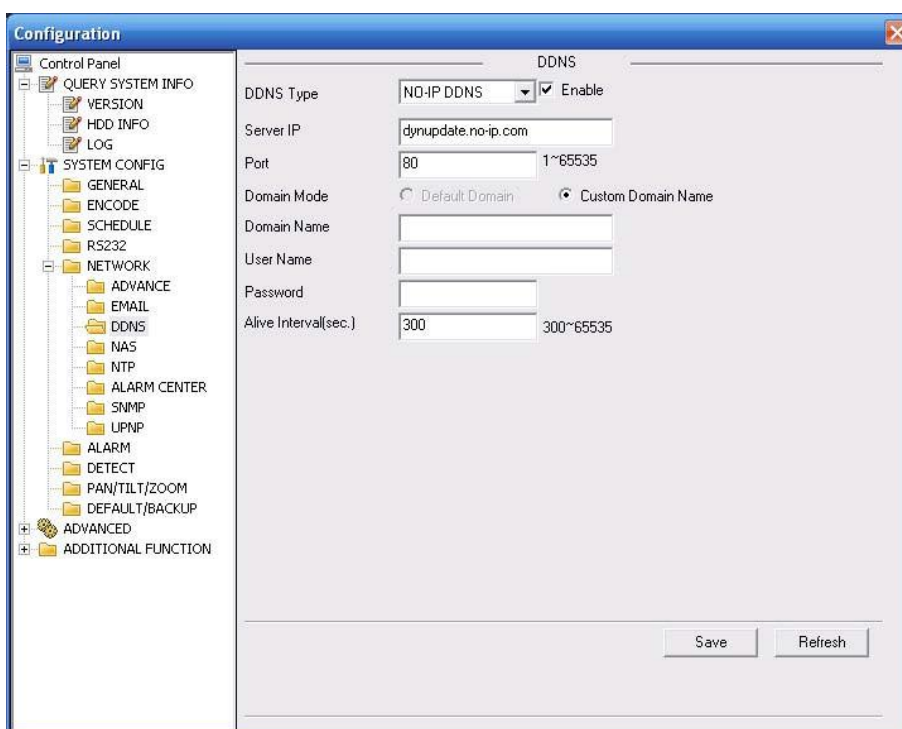 Configuration
Control Panel
QUERY SYSTEM INFO
VERSION
HDD INFO
LOG
SYSTEM CONFIG
GENERAL
ENCODE
SCHEDULE
RS232
NETWORK
ADVANCE
EMAIL
DDNS
NAS
NTP
ALARM CENTER
SNMP
UPNP
ALARM
DETECT
PAN/TILT/ZOOM
DEFAULT/BACKUP
ADVANCED
ADDITIONAL FUNCTION
DDNS
DDNS Type NO-IP DDNS Enable
Server IP dynupdate.no-ip.com
Port 80 1~65535
Domain Mode Default Domain Custom Domain Name
Domain Name
User Name
Password
Alive Interval(sec.) 300 300~65535
Save Refresh